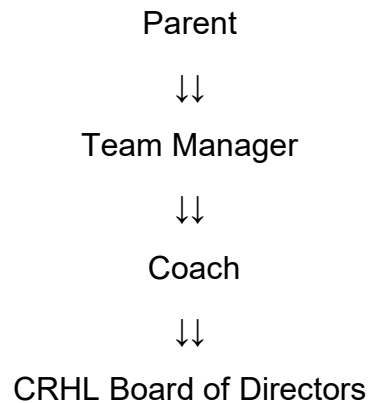 Parent
↓↓
Team Manager
↓↓
Coach
↓↓
CRHL Board of Directors